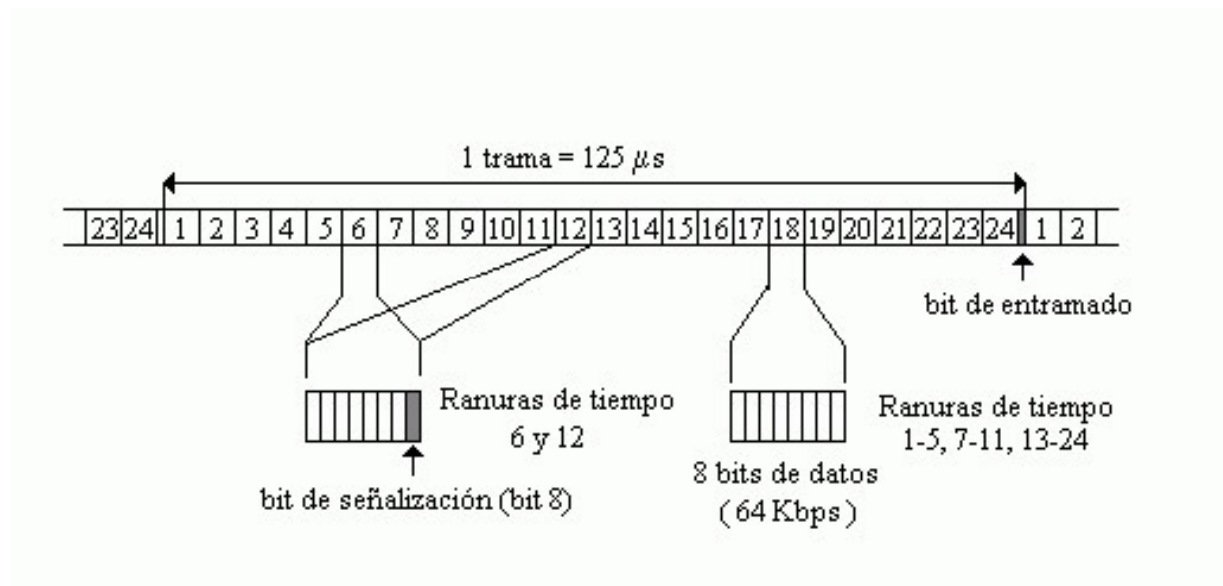 1 trama = 125 μs
23 24 1 2 3 4 5 6 7 8 9 10 11 12 13 14 15 16 17 18 19 20 21 22 23 24 1 2
bit de entramado
Ranuras de tiempo
6 y 12
bit de señalización (bit 8)
8 bits de datos
( 64 Kbps )
Ranuras de tiempo
1-5, 7-11, 13-24